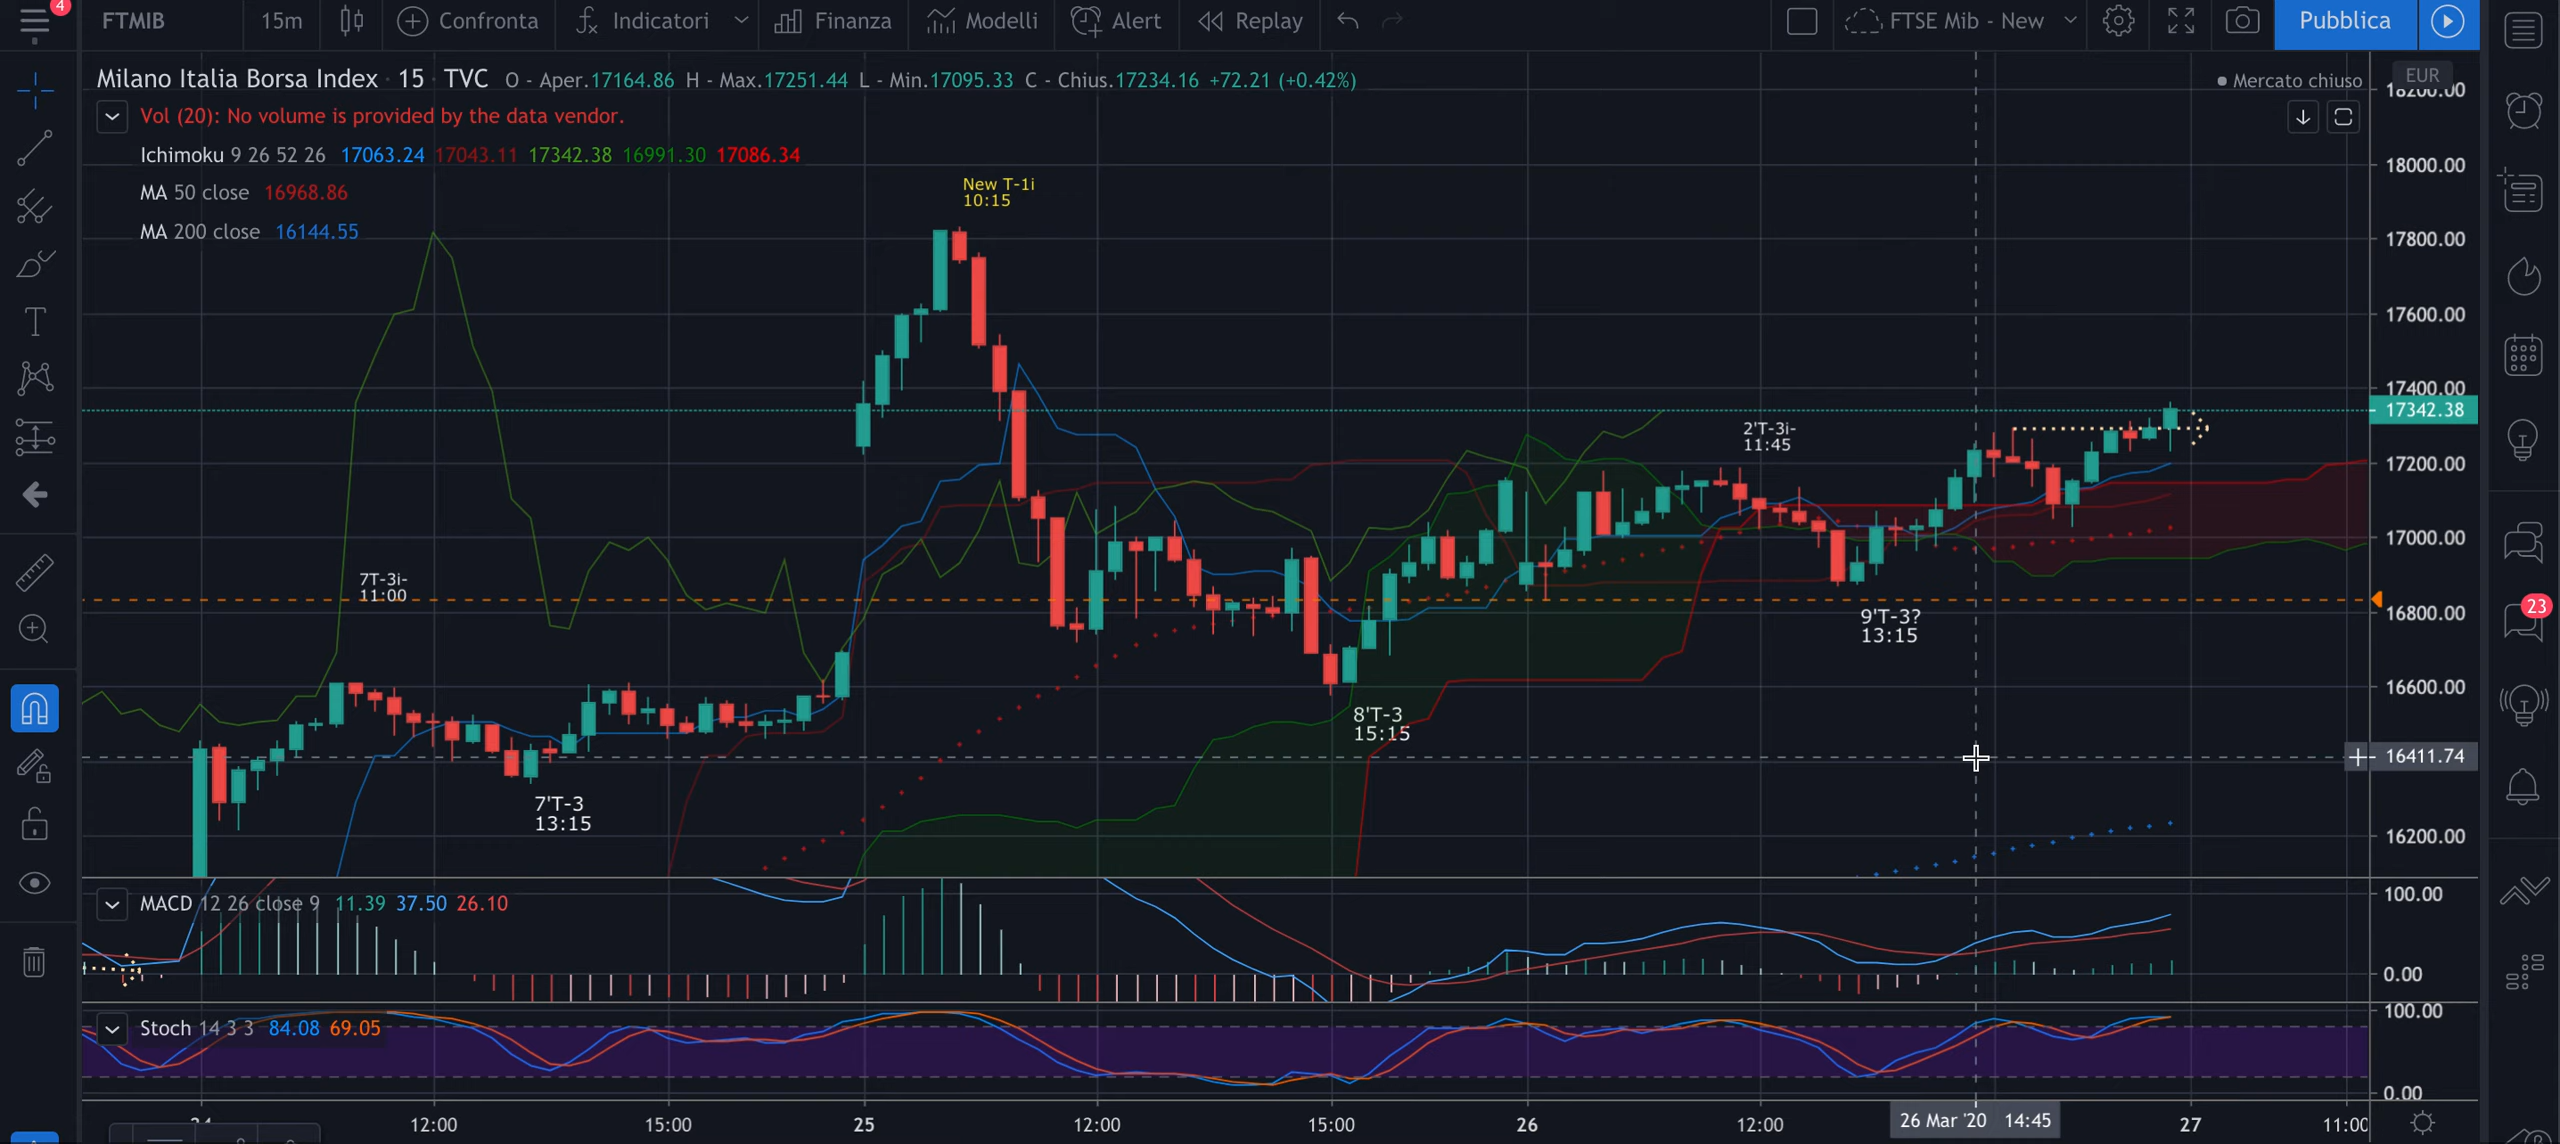 4
FTMIB 15m Confronta Indicatori Finanza Modelli Alert Replay FTSE Mib - New Pubblica
Milano Italia Borsa Index · 15 · TVC O - Aper.17164.86 H - Max.17251.44 L - Min.17095.33 C - Chius.17234.16 +72.21 (+0.42%)
Mercato chiuso
EUR
18200.00
Vol (20): No volume is provided by the data vendor.
Ichimoku 9 26 52 26 17063.24 17043.11 17342.38 16991.30 17086.34
18000.00
MA 50 close 16968.86
New T-1i
10:15
MA 200 close 16144.55
17800.00
17600.00
17400.00
17342.38
2'T-3i-
11:45
17200.00
17000.00
7T-3i-
11:00
16800.00
9'T-3?
13:15
23
16600.00
8'T-3
15:15
16411.74
7'T-3
13:15
16200.00
MACD 12 26 close 9 11.39 37.50 26.10
100.00
0.00
Stoch 14 3 3 84.08 69.05
100.00
0.00
12:00 15:00 25 12:00 15:00 26 12:00 26 Mar '20 14:45 27 11:00